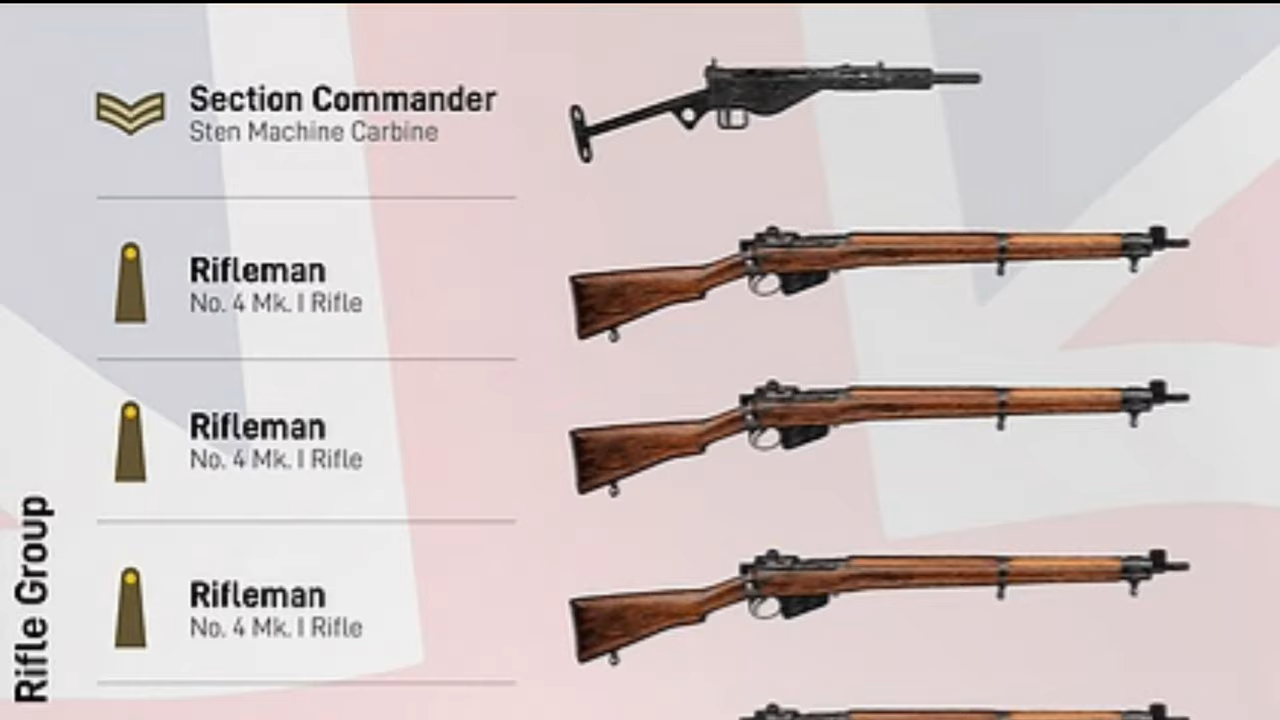 Section Commander
Sten Machine Carbine
Rifleman
No. 4 Mk. I Rifle
Rifleman
No. 4 Mk. I Rifle
Rifleman
No. 4 Mk. I Rifle
Rifle Group